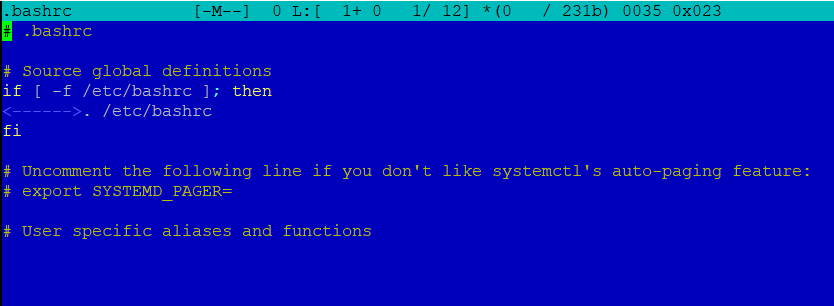 .bashrc [-M--] 0 L:[ 1+ 0 1/ 12] *(0 / 231b) 0035 0x023
# .bashrc
# Source global definitions
if [ -f /etc/bashrc ]; then
<------>. /etc/bashrc
fi
# Uncomment the following line if you don't like systemctl's auto-paging feature:
# export SYSTEMD_PAGER=
# User specific aliases and functions